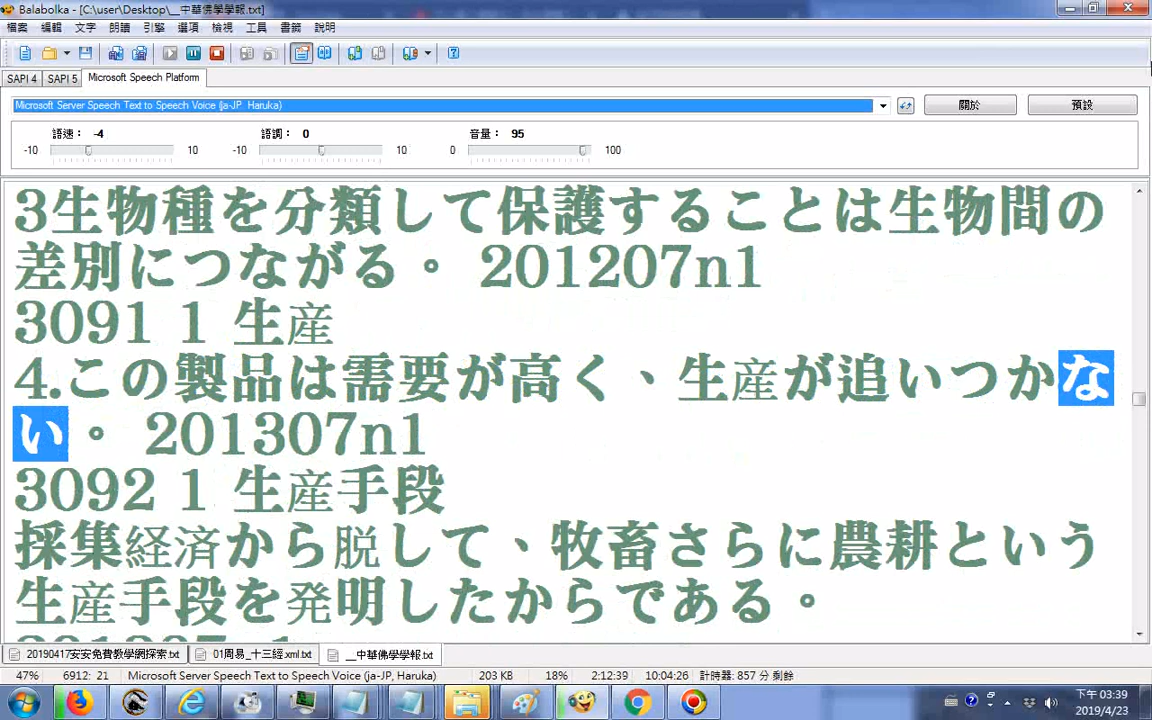 Balabolka - [C:\user\Desktop\__中華佛學學報.txt]
檔案 編輯 文字 朗讀 引擎 選項 檢視 工具 書籤 說明
SAPI 4 SAPI 5 Microsoft Speech Platform
Microsoft Server Speech Text to Speech Voice (ja-JP, Haruka) 關於 預設
語速： -4 語調： 0 音量： 95
-10 10 -10 10 0 100
3生物種を分類して保護することは生物間の
差別につながる。 201207n1
3091 1 生産
4.この製品は需要が高く、生産が追いつかな
い。 201307n1
3092 1 生産手段
採集経済から脱して、牧畜さらに農耕という
生産手段を発明したからである。
20190417安安免費教學網探索.txt 01周易_十三經.xml.txt __中華佛學學報.txt
47% 6912: 21 Microsoft Server Speech Text to Speech Voice (ja-JP, Haruka) 203 KB 18% 2:12:39 10:04:26 計時器: 857 分 剩餘
下午 03:39
2019/4/23